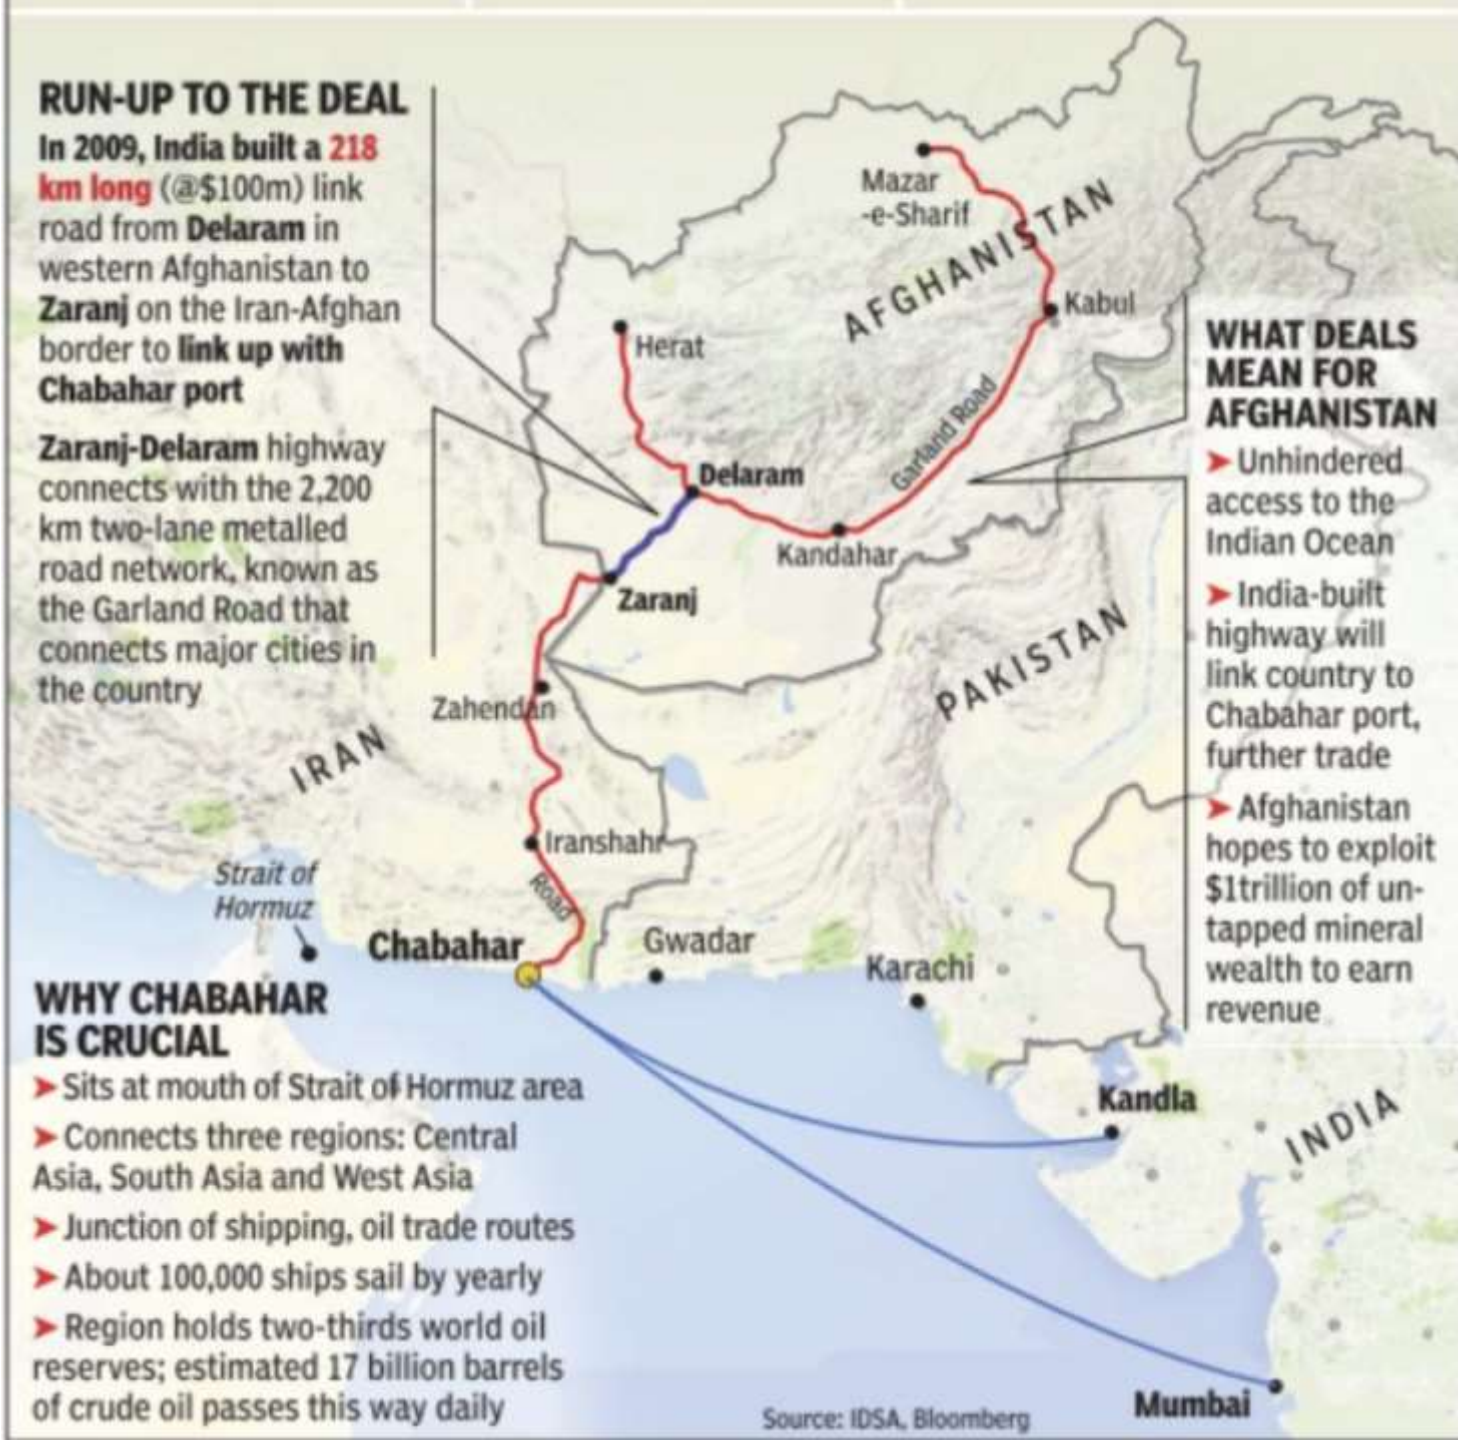 RUN-UP TO THE DEAL
In 2009, India built a 218
km long (@$100m) link
road from Delaram in
western Afghanistan to
Zaranj on the Iran-Afghan
border to link up with
Chabahar port
Zaranj-Delaram highway
connects with the 2,200
km two-lane metalled
road network, known as
the Garland Road that
connects major cities in
the country
Mazar
-e-Sharif
AFGHANISTAN
Kabul
Herat
Garland Road
Delaram
Kandahar
Zaranj
WHAT DEALS
MEAN FOR
AFGHANISTAN
➤ Unhindered
access to the
Indian Ocean
➤ India-built
highway will
link country to
Chabahar port,
further trade
➤ Afghanistan
hopes to exploit
$1trillion of un-
tapped mineral
wealth to earn
revenue
PAKISTAN
Zahendan
IRAN
Iranshahr
Road
Strait of
Hormuz
Chabahar
Gwadar
Karachi
WHY CHABAHAR
IS CRUCIAL
➤ Sits at mouth of Strait of Hormuz area
➤ Connects three regions: Central
Asia, South Asia and West Asia
➤ Junction of shipping, oil trade routes
➤ About 100,000 ships sail by yearly
➤ Region holds two-thirds world oil
reserves; estimated 17 billion barrels
of crude oil passes this way daily
Kandla
INDIA
Mumbai
Source: IDSA, Bloomberg